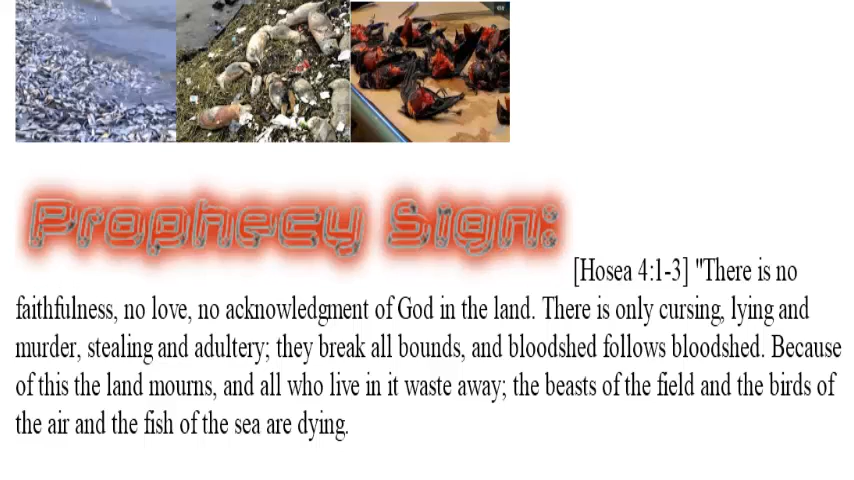 Prophecy Sign:
[Hosea 4:1-3] "There is no
faithfulness, no love, no acknowledgment of God in the land. There is only cursing, lying and
murder, stealing and adultery; they break all bounds, and bloodshed follows bloodshed. Because
of this the land mourns, and all who live in it waste away; the beasts of the field and the birds of
the air and the fish of the sea are dying.